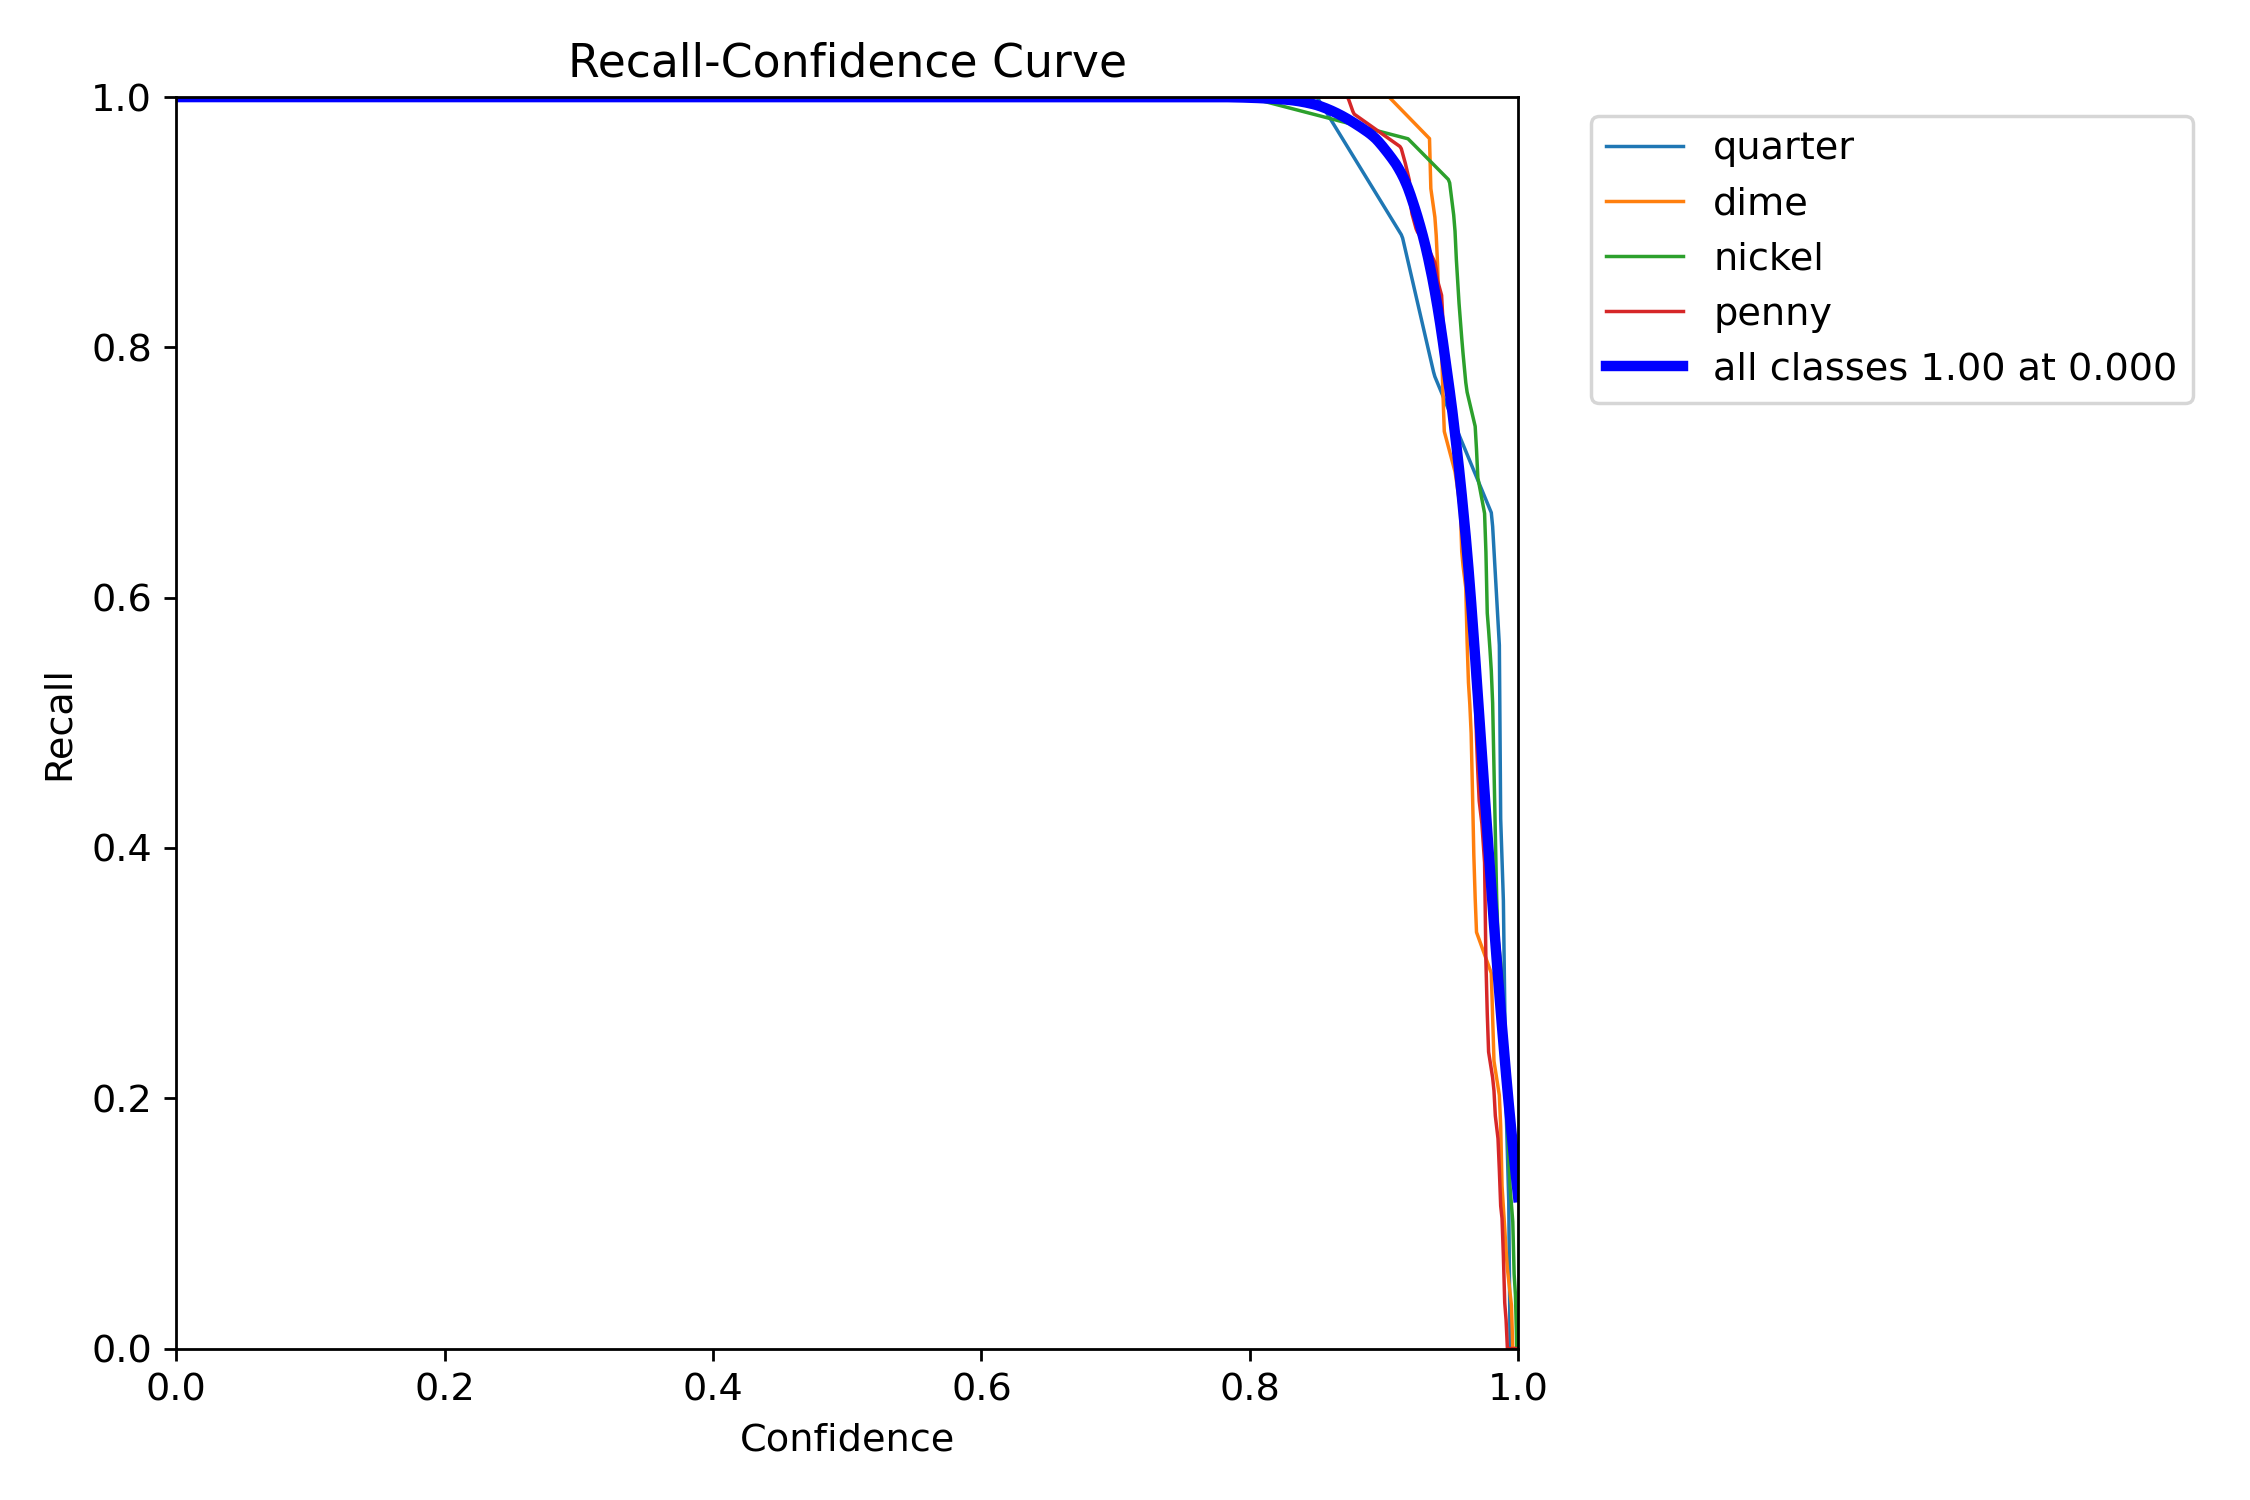 Recall-Confidence Curve
1.0
0.8
0.6
0.4
0.2
0.0
Recall
0.0 0.2 0.4 0.6 0.8 1.0
Confidence
quarter
dime
nickel
penny
all classes 1.00 at 0.000